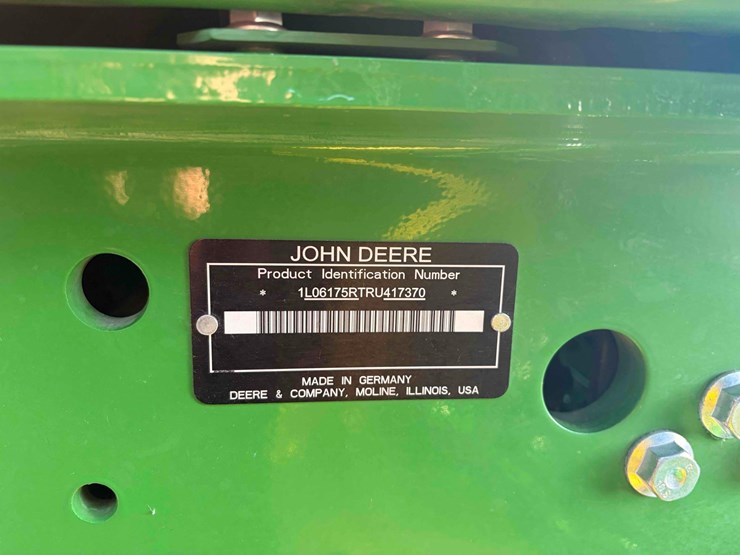 JOHN DEERE
Product Identification Number
* 1L06175RTRU417370 *
MADE IN GERMANY
DEERE & COMPANY, MOLINE, ILLINOIS, USA